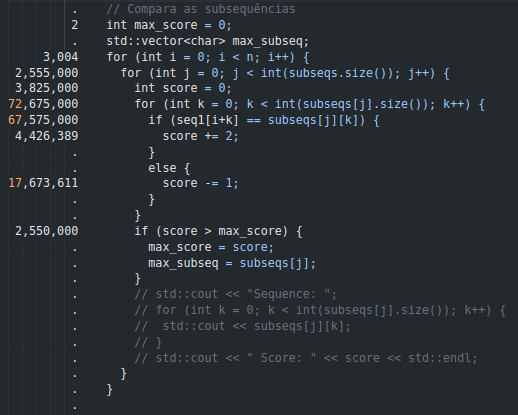 .    // Compara as subsequências
2    int max_score = 0;
.    std::vector<char> max_subseq;
3,004    for (int i = 0; i < n; i++) {
2,555,000      for (int j = 0; j < int(subseqs.size()); j++) {
3,825,000        int score = 0;
72,675,000        for (int k = 0; k < int(subseqs[j].size()); k++) {
67,575,000          if (seq1[i+k] == subseqs[j][k]) {
4,426,389            score += 2;
.          }
.          else {
17,673,611            score -= 1;
.          }
.        }
2,550,000        if (score > max_score) {
.          max_score = score;
.          max_subseq = subseqs[j];
.        }
.        // std::cout << "Sequence: ";
.        // for (int k = 0; k < int(subseqs[j].size()); k++) {
.        //  std::cout << subseqs[j][k];
.        // }
.        // std::cout << " Score: " << score << std::endl;
.      }
.    }
.